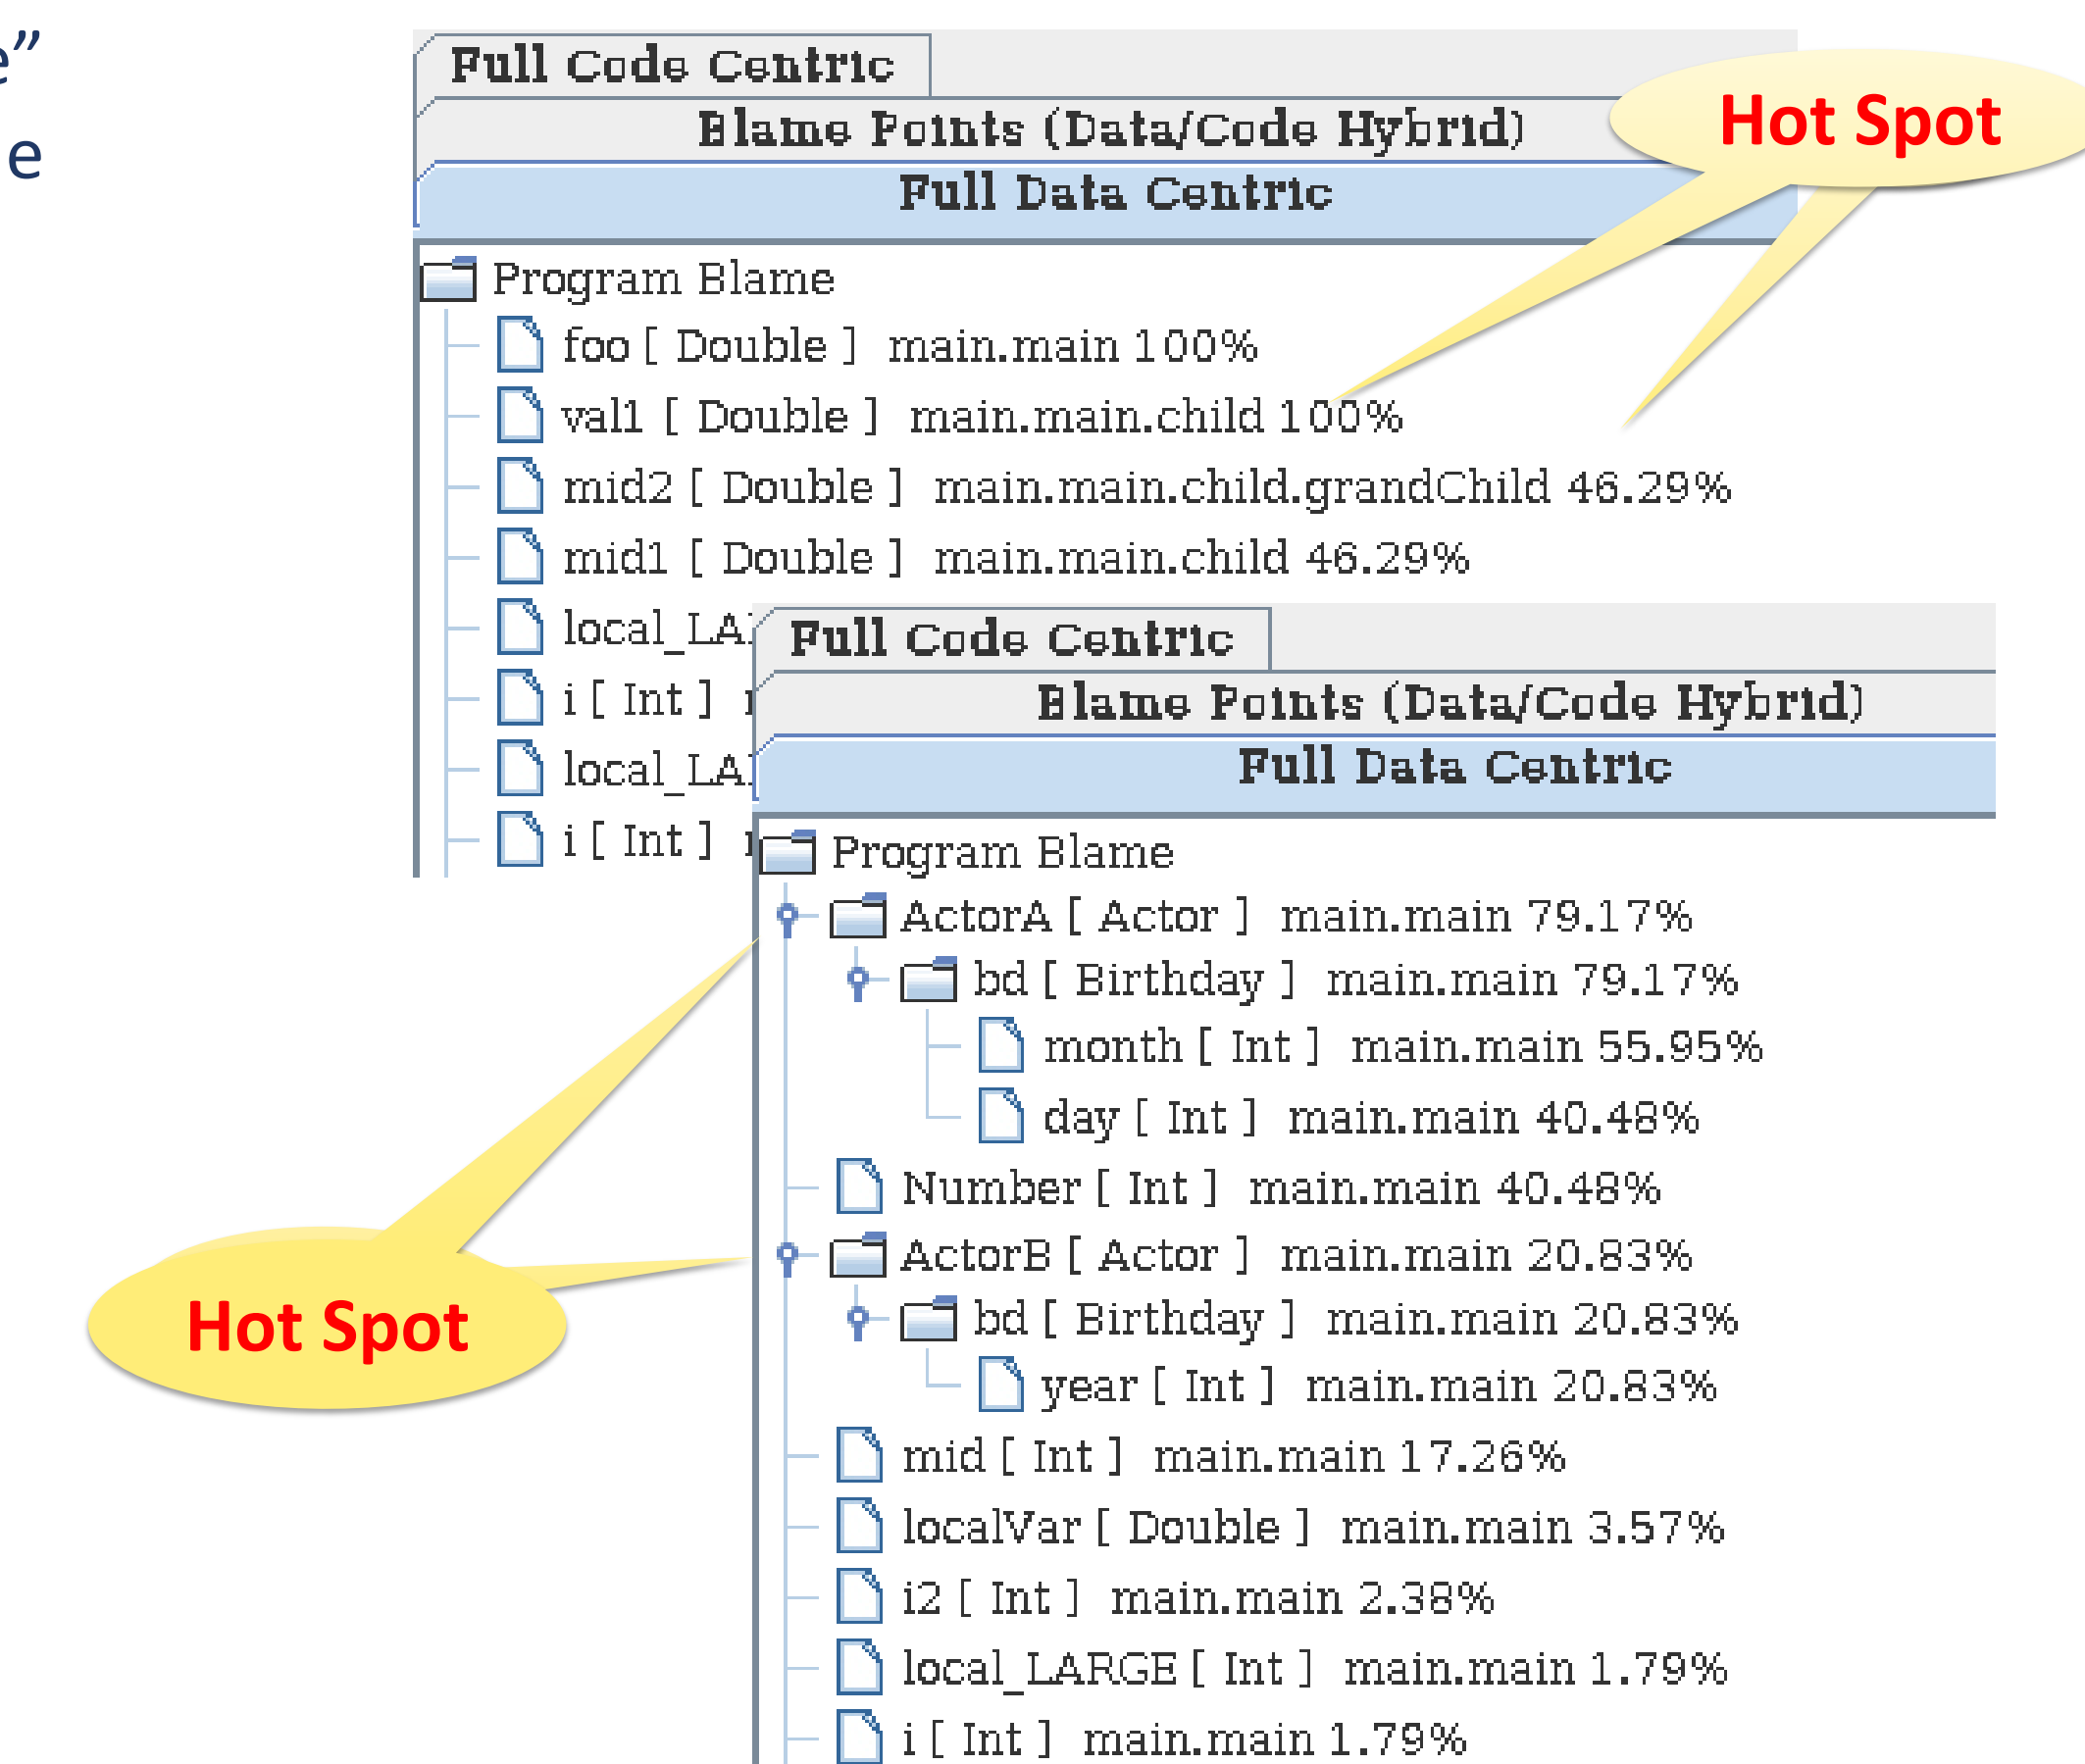 e”
e
Full Code Centric
Blame Points (Data/Code Hybrid)
Full Data Centric
Hot Spot
Program Blame
foo [ Double ] main.main 100%
val1 [ Double ] main.main.child 100%
mid2 [ Double ] main.main.child.grandChild 46.29%
mid1 [ Double ] main.main.child 46.29%
local_LA
i [ Int ]
local_LA
i [ Int ]
Full Code Centric
Blame Points (Data/Code Hybrid)
Full Data Centric
Program Blame
ActorA [ Actor ] main.main 79.17%
bd [ Birthday ] main.main 79.17%
month [ Int ] main.main 55.95%
day [ Int ] main.main 40.48%
Number [ Int ] main.main 40.48%
ActorB [ Actor ] main.main 20.83%
bd [ Birthday ] main.main 20.83%
year [ Int ] main.main 20.83%
mid [ Int ] main.main 17.26%
localVar [ Double ] main.main 3.57%
i2 [ Int ] main.main 2.38%
local_LARGE [ Int ] main.main 1.79%
i [ Int ] main.main 1.79%
Hot Spot